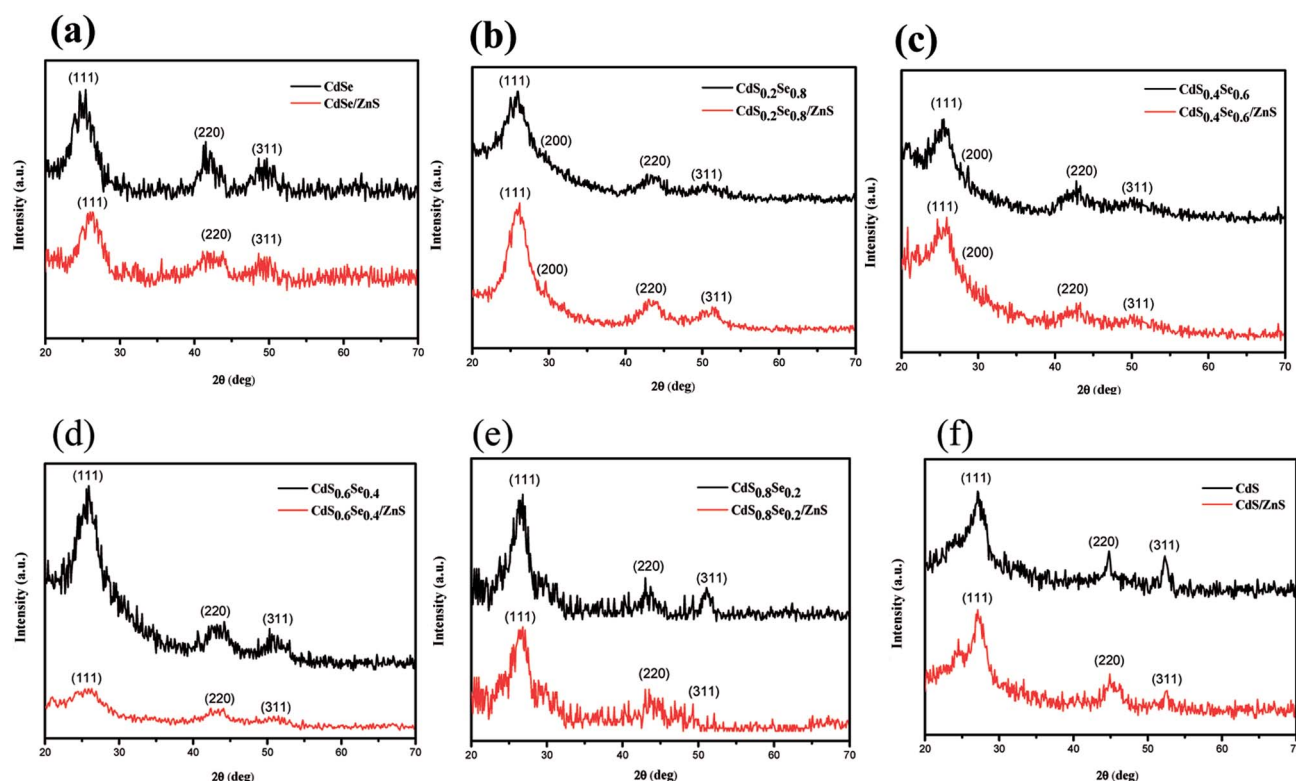 (a)
(111)
CdSe
CdSe/ZnS
(220)
(311)
(111)
(220)
(311)
Intensity (a.u.)
20 30 40 50 60 70
2θ (deg)
(b)
(111)
CdS0.2Se0.8
CdS0.2Se0.8/ZnS
(200)
(220)
(311)
(111)
(200)
(220)
(311)
Intensity (a.u.)
20 30 40 50 60 70
2θ (deg)
(c)
(111)
CdS0.4Se0.6
CdS0.4Se0.6/ZnS
(200)
(220)
(311)
(111)
(200)
(220)
(311)
Intensity (a.u.)
20 30 40 50 60 70
2θ (deg)
(d)
(111)
CdS0.6Se0.4
CdS0.6Se0.4/ZnS
(220)
(311)
(111)
(220)
(311)
Intensity (a.u.)
20 30 40 50 60 70
2θ (deg)
(e)
(111)
CdS0.8Se0.2
CdS0.8Se0.2/ZnS
(220)
(311)
(111)
(220)
(311)
Intensity (a.u.)
20 30 40 50 60 70
2θ (deg)
(f)
(111)
CdS
CdS/ZnS
(220)
(311)
(111)
(220)
(311)
Intensity (a.u.)
20 30 40 50 60 70
2θ (deg)